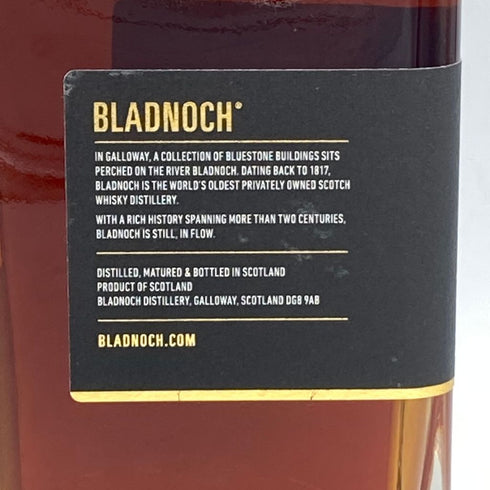 BLADNOCH®
IN GALLOWAY, A COLLECTION OF BLUESTONE BUILDINGS SITS
PERCHED ON THE RIVER BLADNOCH. DATING BACK TO 1817,
BLADNOCH IS THE WORLD'S OLDEST PRIVATELY OWNED SCOTCH
WHISKY DISTILLERY.
WITH A RICH HISTORY SPANNING MORE THAN TWO CENTURIES,
BLADNOCH IS STILL, IN FLOW.
DISTILLED, MATURED & BOTTLED IN SCOTLAND
PRODUCT OF SCOTLAND
BLADNOCH DISTILLERY, GALLOWAY, SCOTLAND DG8 9AB
BLADNOCH.COM